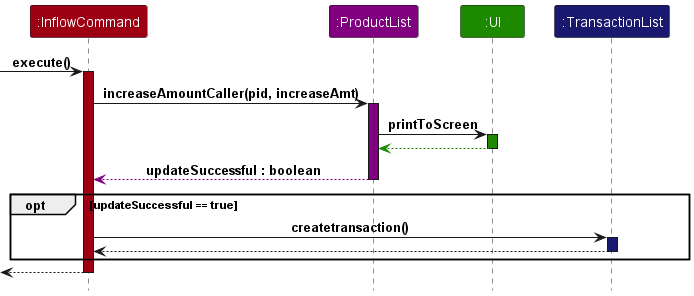 :InflowCommand
:ProductList
:UI
:TransactionList
execute()
increaseAmountCaller(pid, increaseAmt)
printToScreen
updateSuccessful : boolean
opt
[updateSuccessful == true]
createtransaction()